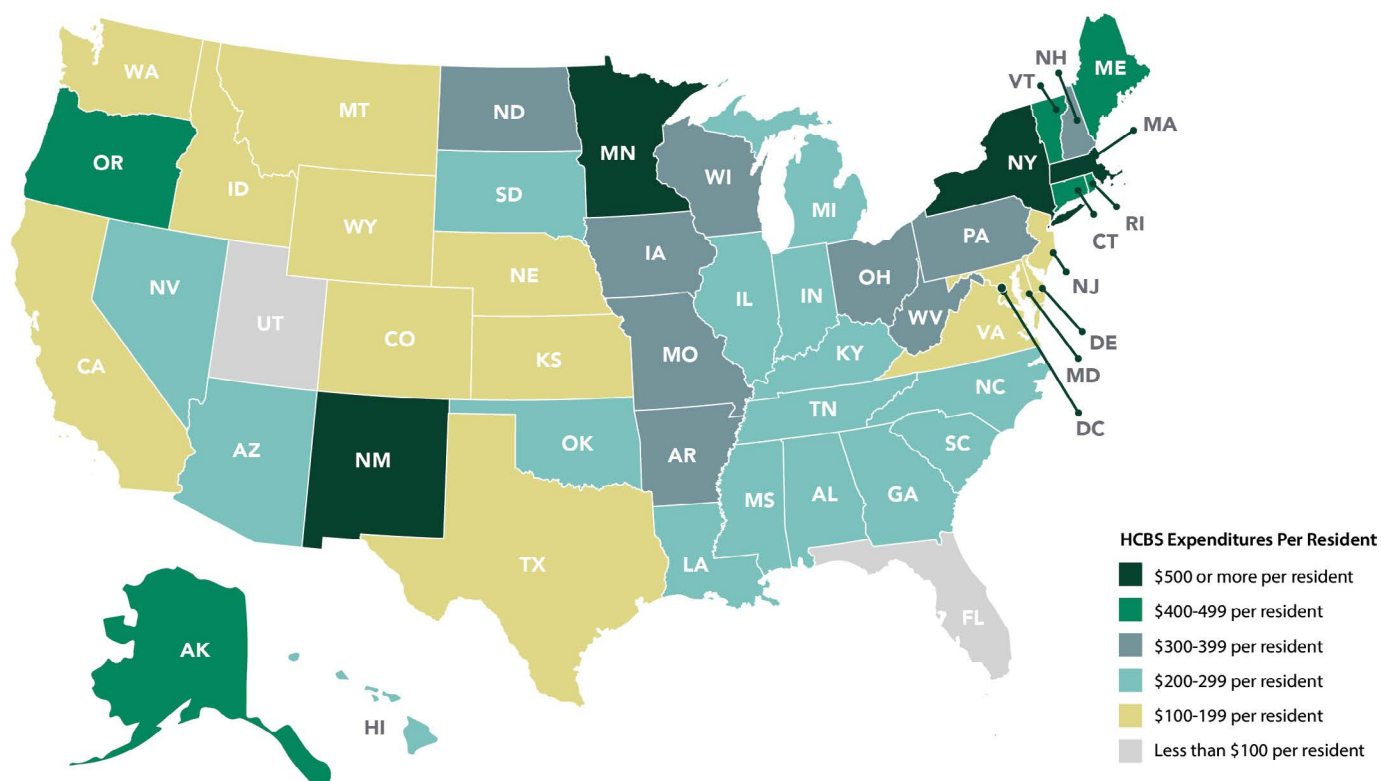 WA
MT
ND
MN
OR
ID
SD
WI
WY
MI
NY
VT
NH
ME
MA
RI
CT
NJ
DE
MD
DC
PA
IA
NE
NV
UT
CO
CA
KS
IL
IN
OH
WV
VA
KY
MO
NC
TN
SC
AZ
NM
OK
AR
MS
AL
GA
TX
LA
FL
AK
HI
HCBS Expenditures Per Resident
$500 or more per resident
$400-499 per resident
$300-399 per resident
$200-299 per resident
$100-199 per resident
Less than $100 per resident